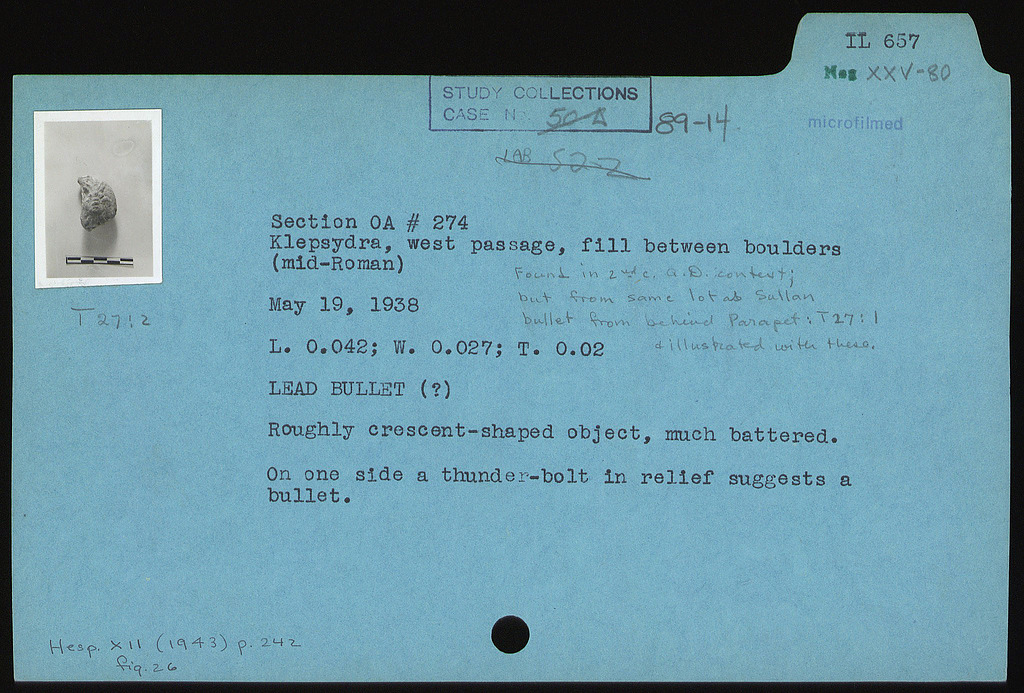 IL 657
Neg XXV-80
microfilmed
STUDY COLLECTIONS
CASE No. 50 A
89-14.
LAB 522
T 27:2
Section OA # 274
Klepsydra, west passage, fill between boulders
(mid-Roman)
Found in 2nd c. A.D. context;
but from same lot as Sullan
bullet from behind Parapet: T27:1
& illustrated with these.
May 19, 1938
L. 0.042; W. 0.027; T. 0.02
LEAD BULLET (?)
Roughly crescent-shaped object, much battered.
On one side a thunder-bolt in relief suggests a
bullet.
Hesp. XII (1943) p. 242
fig. 26